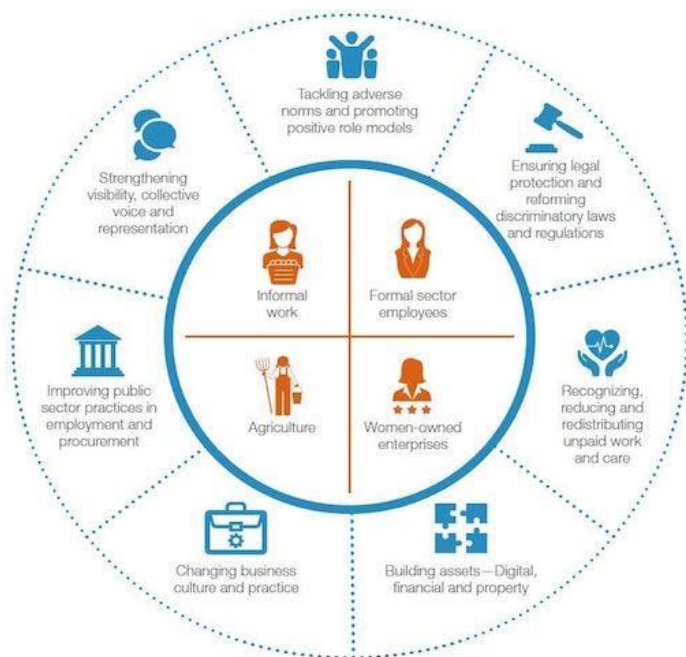 Tackling adverse
norms and promoting
positive role models
Ensuring legal
protection and
reforming
discriminatory laws
and regulations
Recognizing,
reducing and
redistributing
unpaid work
and care
Building assets—Digital,
financial and property
Changing business
culture and practice
Improving public
sector practices in
employment and
procurement
Strengthening
visibility, collective
voice and
representation
Informal
work
Formal sector
employees
Agriculture
Women-owned
enterprises